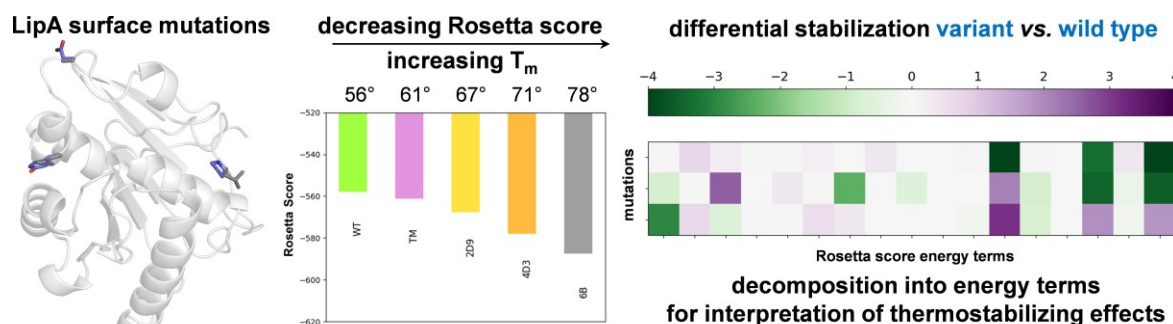 LipA surface mutations
decreasing Rosetta score
increasing Tm
56° 61° 67° 71° 78°
−520
−540
−560
−580
−600
−620
Rosetta Score
WT
TM
2D9
4D3
6B
differential stabilization variant vs. wild type
−4 −3 −2 −1 0 1 2 3 4
mutations
Rosetta score energy terms
decomposition into energy terms
for interpretation of thermostabilizing effects